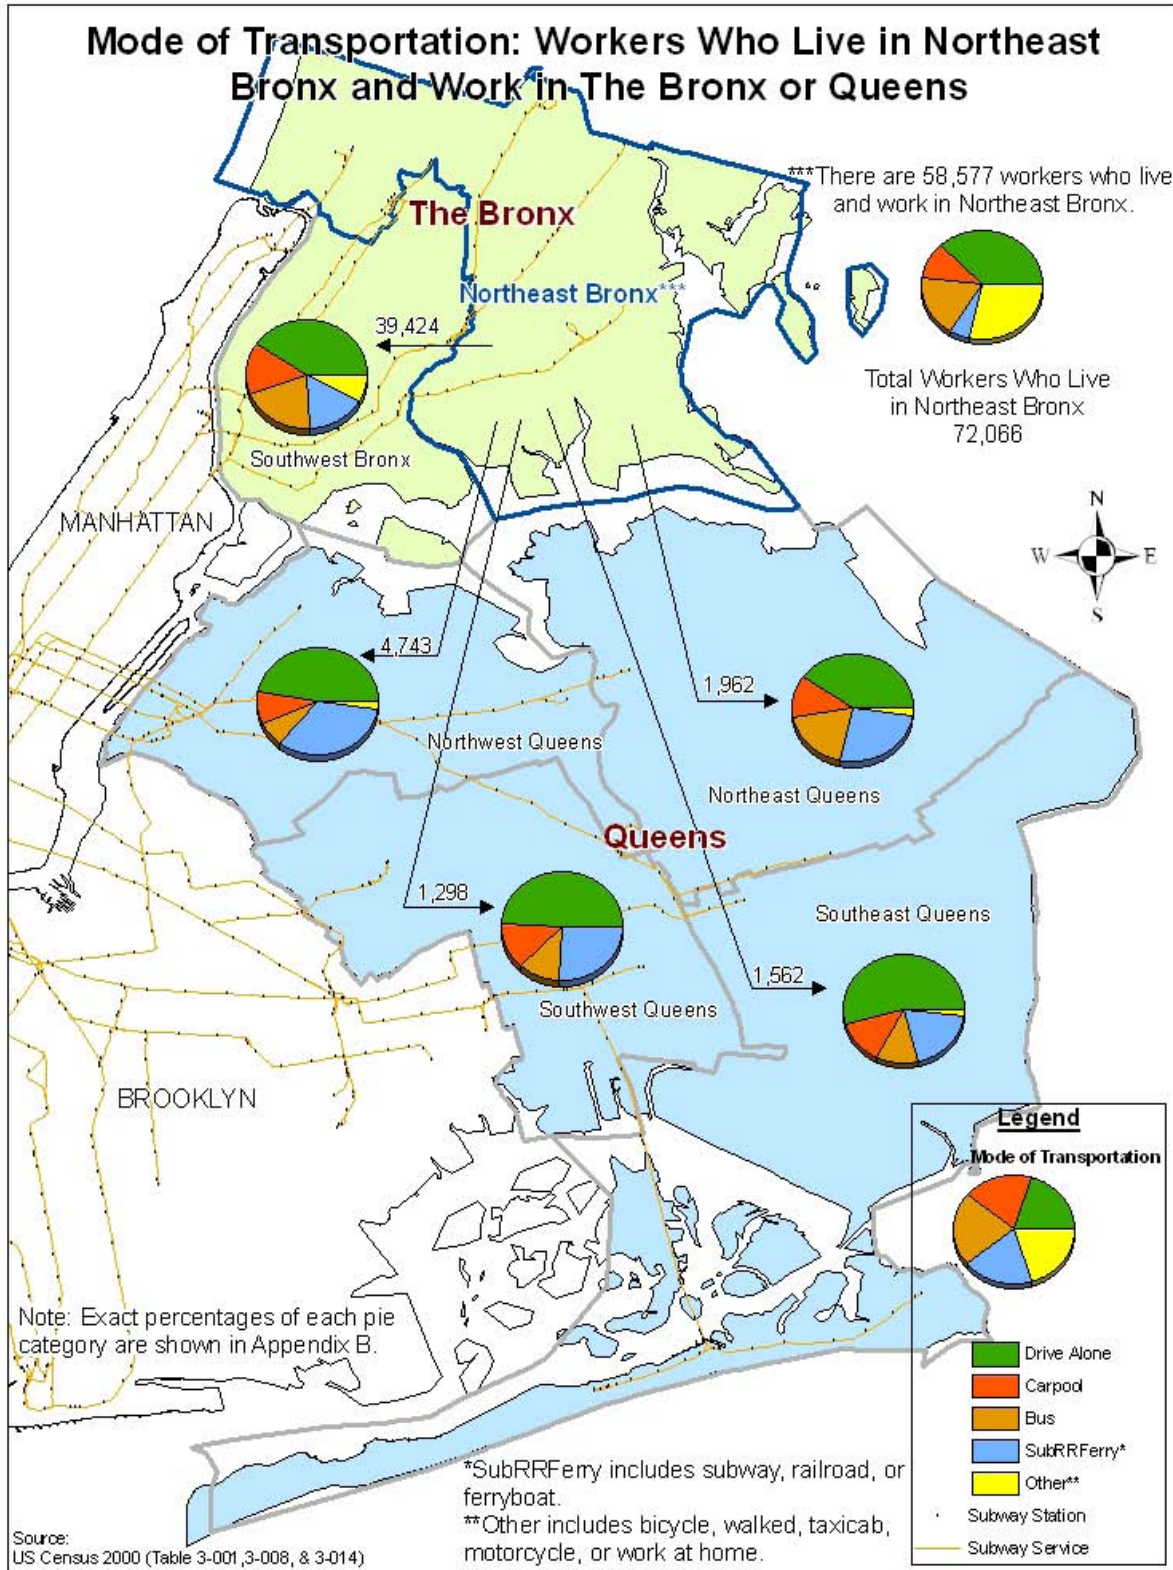 Mode of Transportation: Workers Who Live in Northeast
Bronx and Work in The Bronx or Queens
***There are 58,577 workers who live
and work in Northeast Bronx.
The Bronx
Northeast Bronx***
39,424
Total Workers Who Live
in Northeast Bronx
72,066
Southwest Bronx
MANHATTAN
N
W
E
S
4,743
1,962
Northwest Queens
Northeast Queens
Queens
1,298
Southeast Queens
1,562
Southwest Queens
BROOKLYN
Legend
Mode of Transportation
Note: Exact percentages of each pie
category are shown in Appendix B.
Drive Alone
Carpool
Bus
SubRRFerry*
Other**
Subway Station
Subway Service
*SubRRFerry includes subway, railroad, or
ferryboat.
**Other includes bicycle, walked, taxicab,
motorcycle, or work at home.
Source:
US Census 2000 (Table 3-001,3-008, & 3-014)